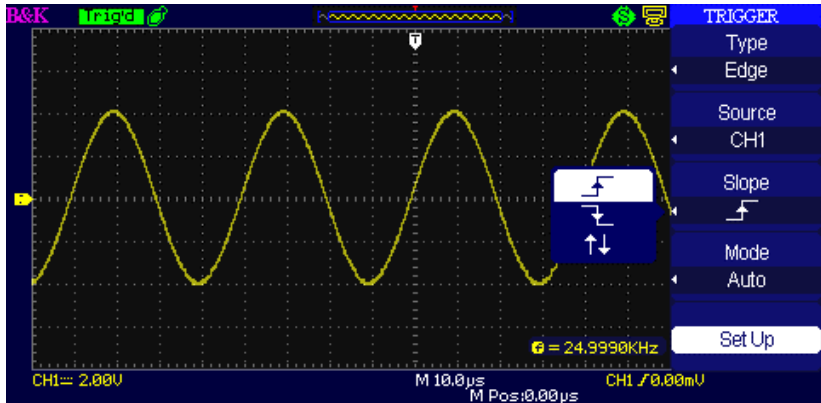 B&K Trig'd S TRIGGER
T
Type
Edge
Source
CH1
Slope
Mode
Auto
f = 24.9990KHz
Set Up
CH1 2.00V M 10.0µs CH1 0.00mV
M Pos:0.00µs